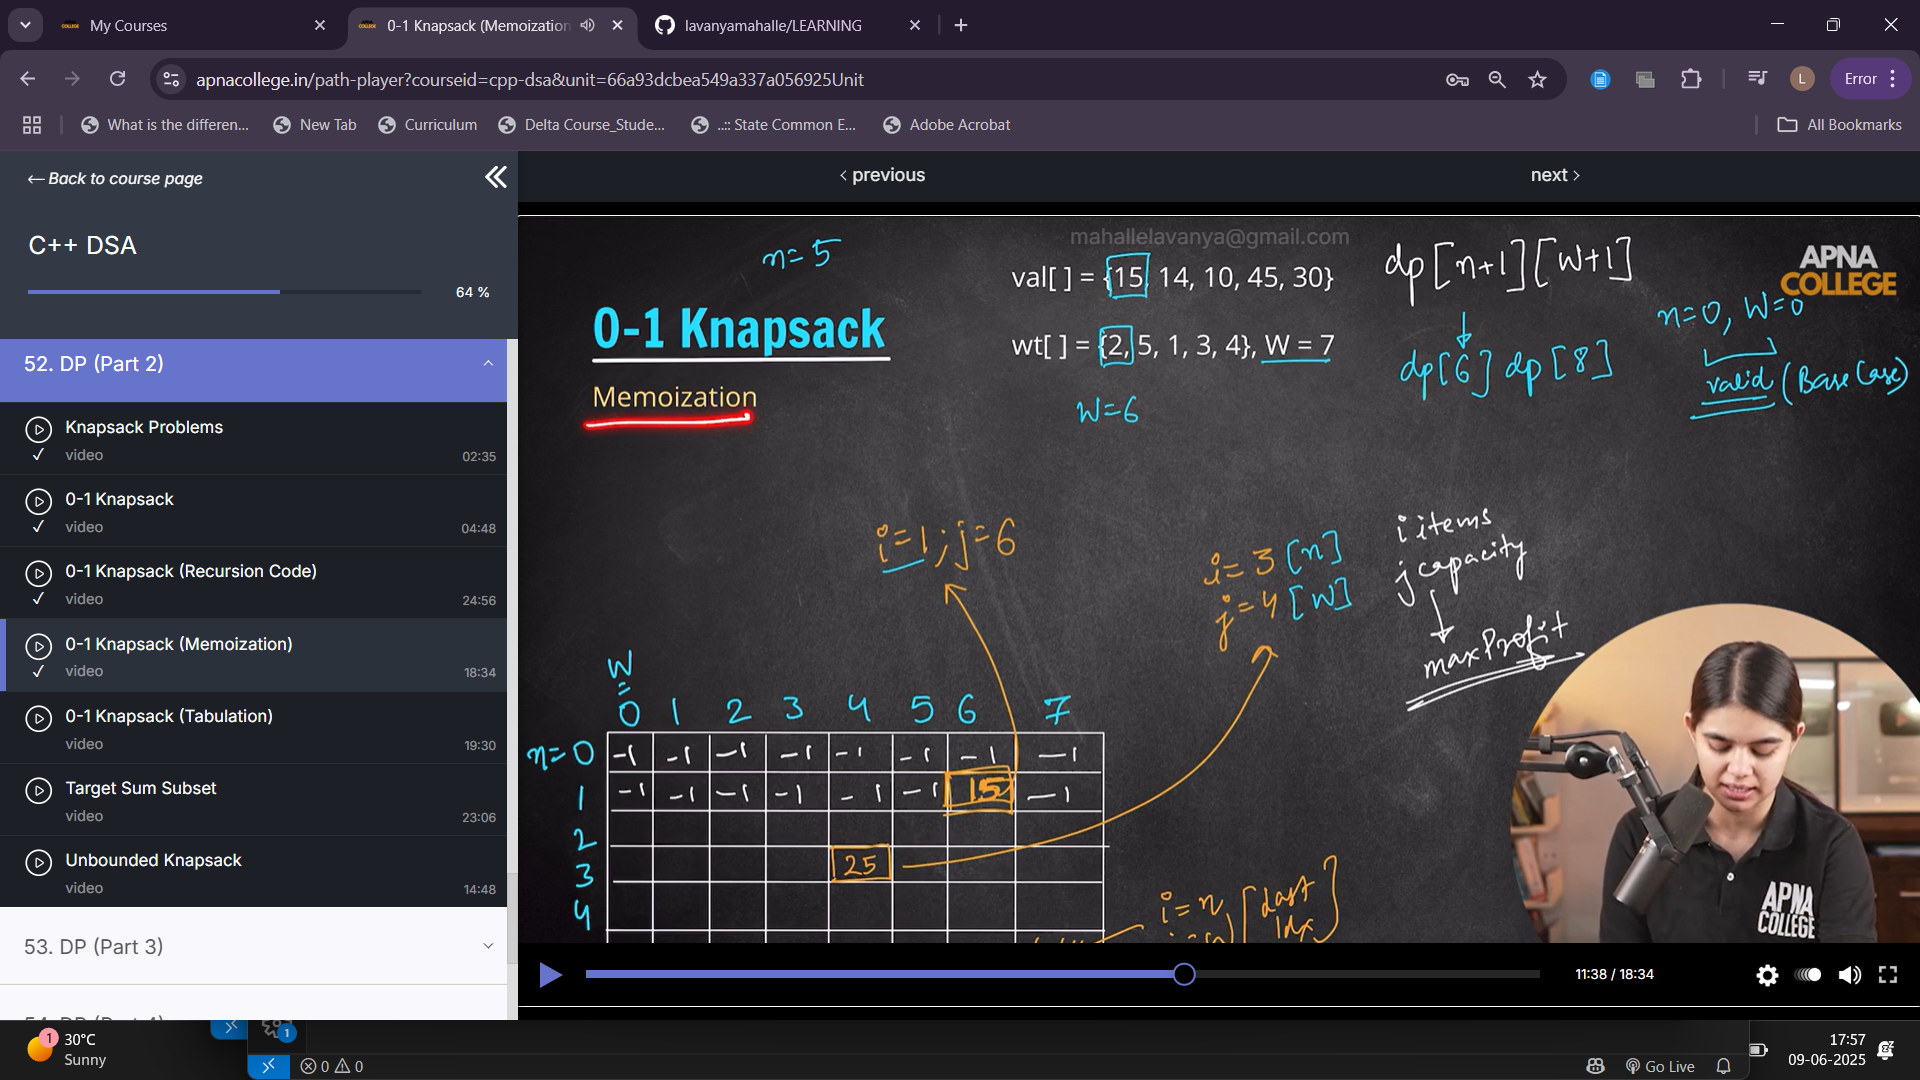 My Courses
0-1 Knapsack (Memoization
lavanyamahalle/LEARNING
apnacollege.in/path-player?courseid=cpp-dsa&unit=66a93dcbea549a337a056925Unit
L
Error
What is the differen...
New Tab
Curriculum
Delta Course_Stude...
..:: State Common E...
Adobe Acrobat
All Bookmarks
← Back to course page
‹ previous
next ›
C++ DSA
64 %
52. DP (Part 2)
Knapsack Problems
video
02:35
0-1 Knapsack
video
04:48
0-1 Knapsack (Recursion Code)
video
24:56
0-1 Knapsack (Memoization)
video
18:34
0-1 Knapsack (Tabulation)
video
19:30
Target Sum Subset
video
23:06
Unbounded Knapsack
video
14:48
53. DP (Part 3)
mahallelavanya@gmail.com
n=5
val[ ] = {15, 14, 10, 45, 30}
dp[n+1][W+1]
APNA
COLLEGE
0-1 Knapsack
wt[ ] = {2, 5, 1, 3, 4}, W = 7
n=0, W=0
dp[6] dp[8]
valid (Base Case)
Memoization
W=6
i=1; j=6
i=3 [n]
j=4 [W]
i items
j capacity
maxProfit
W
=
0 1 2 3 4 5 6 7
n=0 -1 -1 -1 -1 -1 -1 -1 -1
1 -1 -1 -1 -1 -1 -1 15 -1
2
3 25
4
i=n [last
idx]
APNA
COLLEGE
11:38 / 18:34
1
30°C
Sunny
1
0 0
Go Live
17:57
09-06-2025